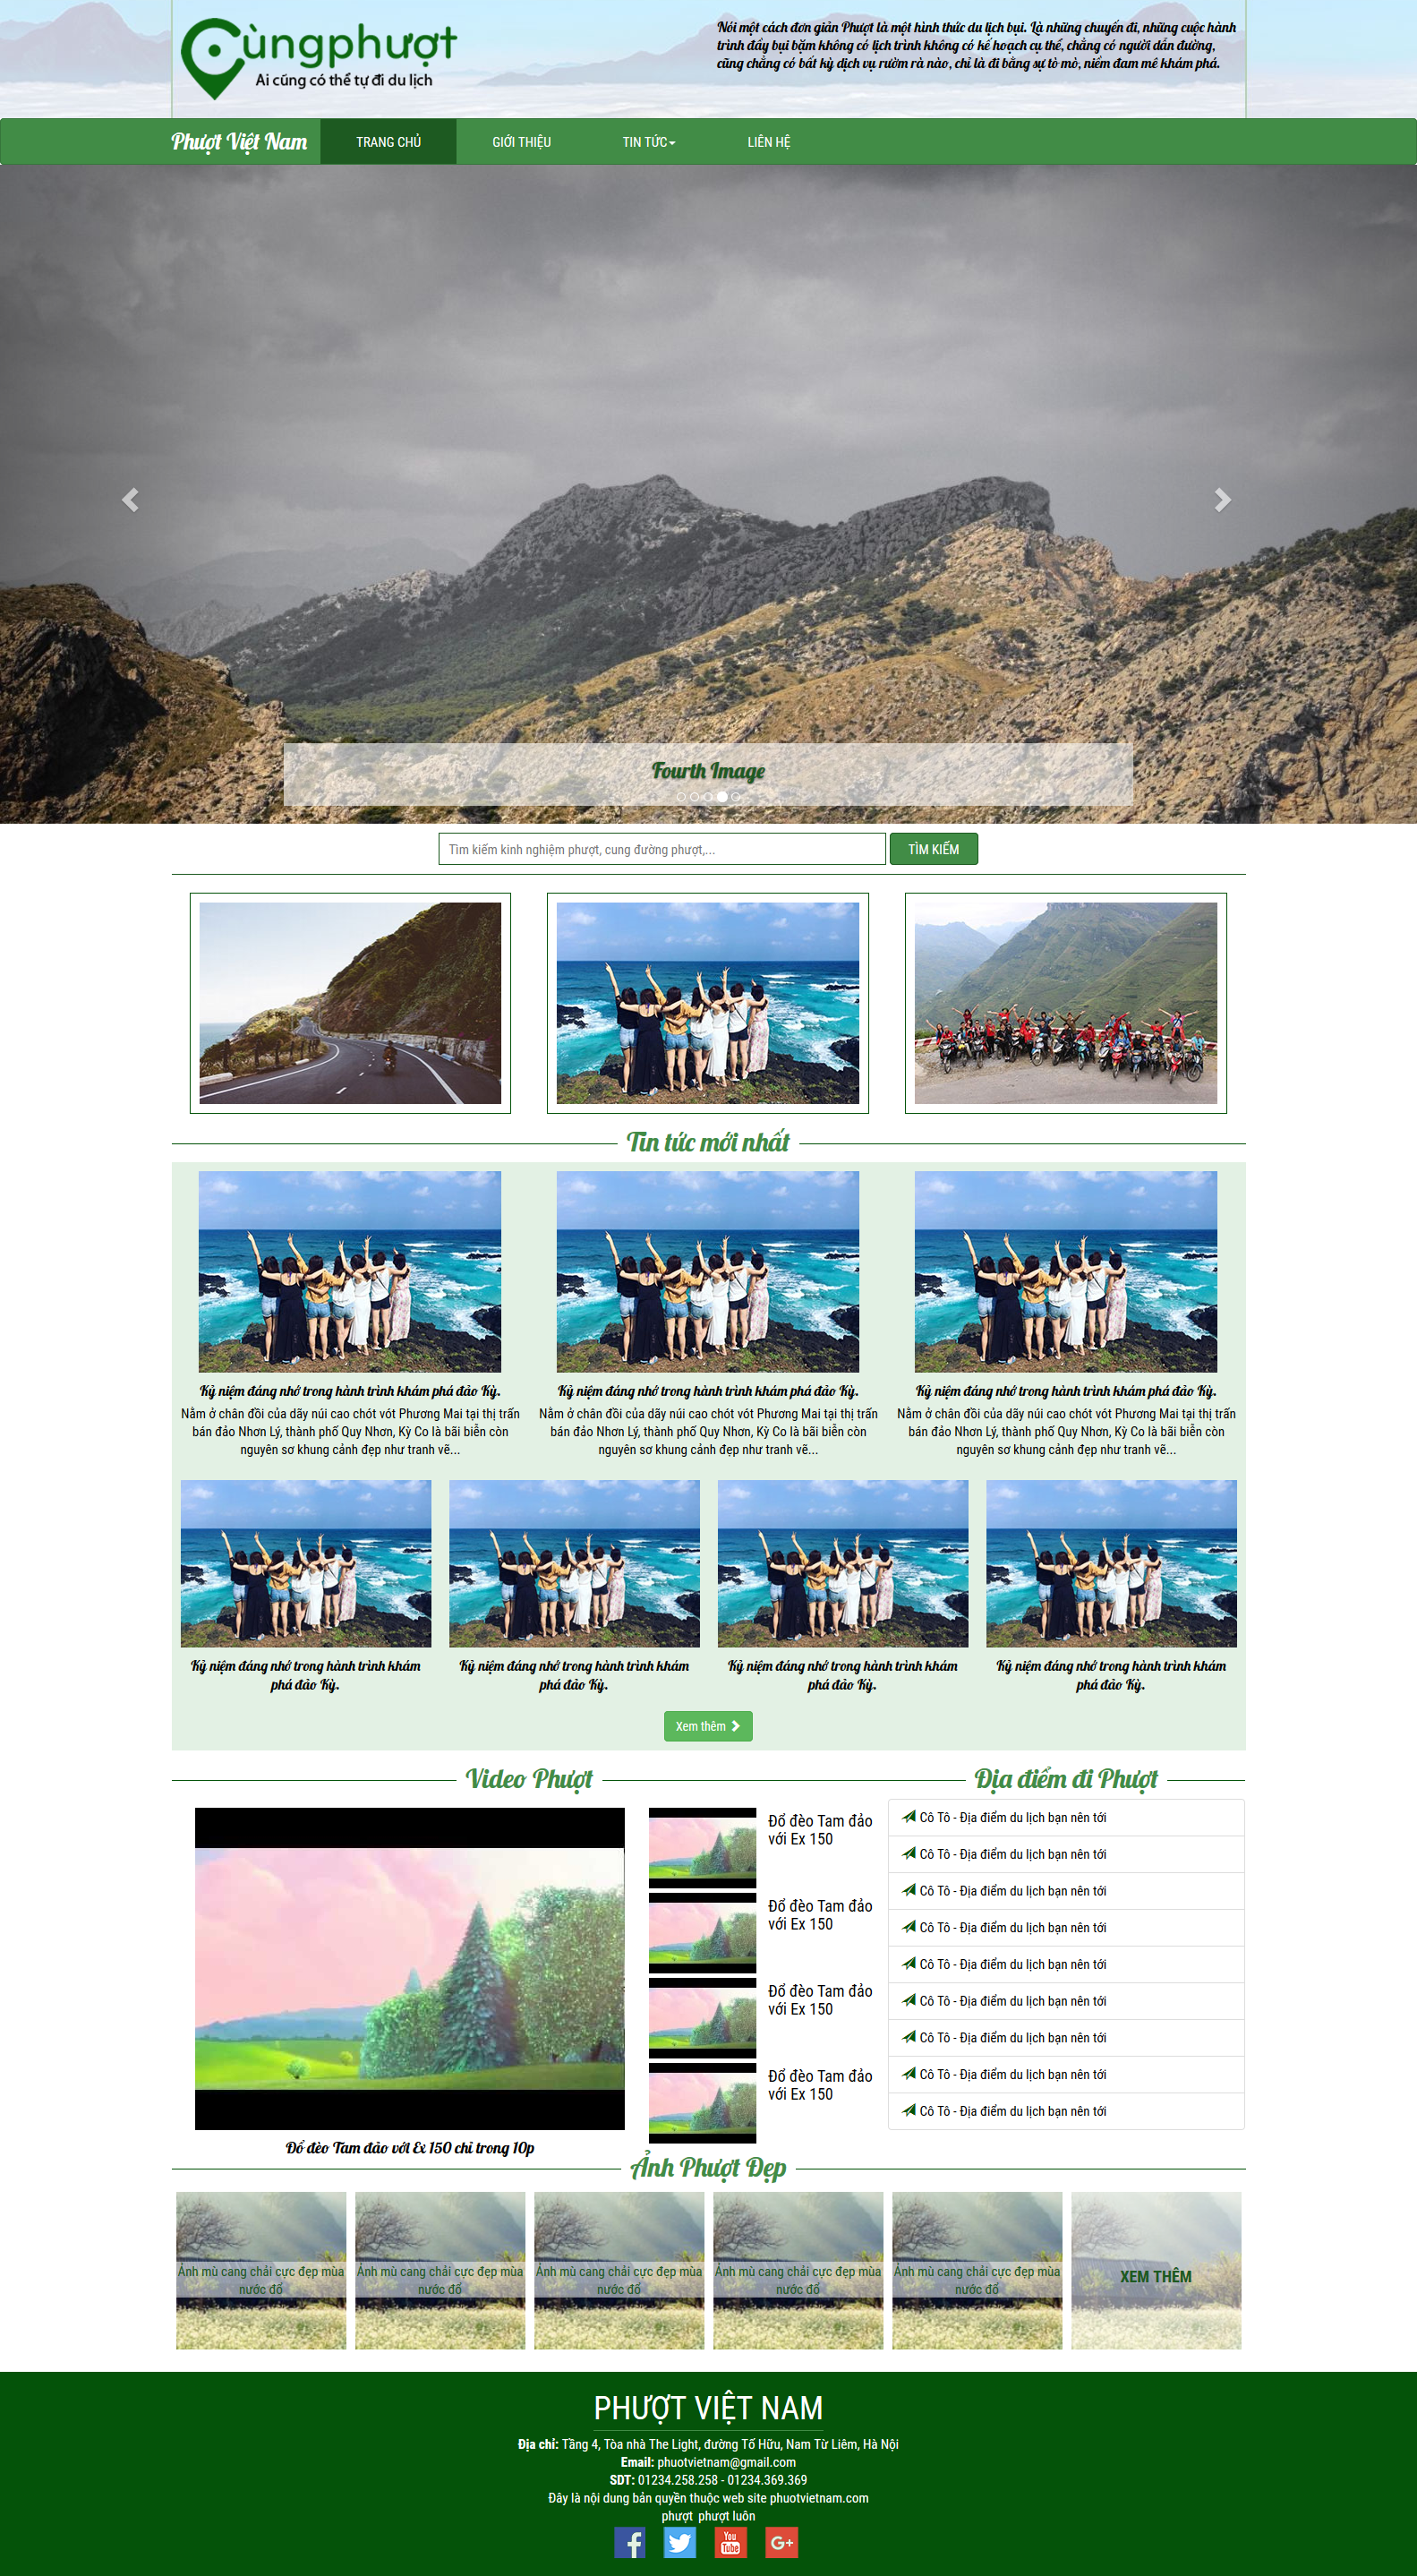 Cùngphượt
Ai cũng có thể tự đi du lịch
Nói một cách đơn giản Phượt là một hình thức du lịch bụi. Là những chuyến đi, những cuộc hành
trình đầy bụi bặm không có lịch trình không có kế hoạch cụ thể, chẳng có người dẫn đường,
cũng chẳng có bất kỳ dịch vụ rườm rà nào, chỉ là đi bằng sự tò mò, niềm đam mê khám phá.
Phượt Việt Nam
TRANG CHỦ
GIỚI THIỆU
TIN TỨC
LIÊN HỆ
Fourth Image
Tìm kiếm kinh nghiệm phượt, cung đường phượt,...
TÌM KIẾM
Tin tức mới nhất
Kỷ niệm đáng nhớ trong hành trình khám phá đảo Kỳ.
Nằm ở chân đồi của dãy núi cao chót vót Phương Mai tại thị trấn
bán đảo Nhơn Lý, thành phố Quy Nhơn, Kỳ Co là bãi biển còn
nguyên sơ khung cảnh đẹp như tranh vẽ...
Kỷ niệm đáng nhớ trong hành trình khám phá đảo Kỳ.
Nằm ở chân đồi của dãy núi cao chót vót Phương Mai tại thị trấn
bán đảo Nhơn Lý, thành phố Quy Nhơn, Kỳ Co là bãi biển còn
nguyên sơ khung cảnh đẹp như tranh vẽ...
Kỷ niệm đáng nhớ trong hành trình khám phá đảo Kỳ.
Nằm ở chân đồi của dãy núi cao chót vót Phương Mai tại thị trấn
bán đảo Nhơn Lý, thành phố Quy Nhơn, Kỳ Co là bãi biển còn
nguyên sơ khung cảnh đẹp như tranh vẽ...
Kỷ niệm đáng nhớ trong hành trình khám
phá đảo Kỳ.
Kỷ niệm đáng nhớ trong hành trình khám
phá đảo Kỳ.
Kỷ niệm đáng nhớ trong hành trình khám
phá đảo Kỳ.
Kỷ niệm đáng nhớ trong hành trình khám
phá đảo Kỳ.
Xem thêm
Video Phượt
Đổ đèo Tam đảo với Ex 150 chỉ trong 10p
Đổ đèo Tam đảo
với Ex 150
Đổ đèo Tam đảo
với Ex 150
Đổ đèo Tam đảo
với Ex 150
Đổ đèo Tam đảo
với Ex 150
Địa điểm đi Phượt
Cô Tô - Địa điểm du lịch bạn nên tới
Cô Tô - Địa điểm du lịch bạn nên tới
Cô Tô - Địa điểm du lịch bạn nên tới
Cô Tô - Địa điểm du lịch bạn nên tới
Cô Tô - Địa điểm du lịch bạn nên tới
Cô Tô - Địa điểm du lịch bạn nên tới
Cô Tô - Địa điểm du lịch bạn nên tới
Cô Tô - Địa điểm du lịch bạn nên tới
Cô Tô - Địa điểm du lịch bạn nên tới
Ảnh Phượt Đẹp
Ảnh mù cang chải cực đẹp mùa
nước đổ
Ảnh mù cang chải cực đẹp mùa
nước đổ
Ảnh mù cang chải cực đẹp mùa
nước đổ
Ảnh mù cang chải cực đẹp mùa
nước đổ
Ảnh mù cang chải cực đẹp mùa
nước đổ
XEM THÊM
PHƯỢT VIỆT NAM
Địa chỉ: Tầng 4, Tòa nhà The Light, đường Tố Hữu, Nam Từ Liêm, Hà Nội
Email: phuotvietnam@gmail.com
SDT: 01234.258.258 - 01234.369.369
Đây là nội dung bản quyền thuộc web site phuotvietnam.com
phượt phượt luôn
f
You
Tube
G+